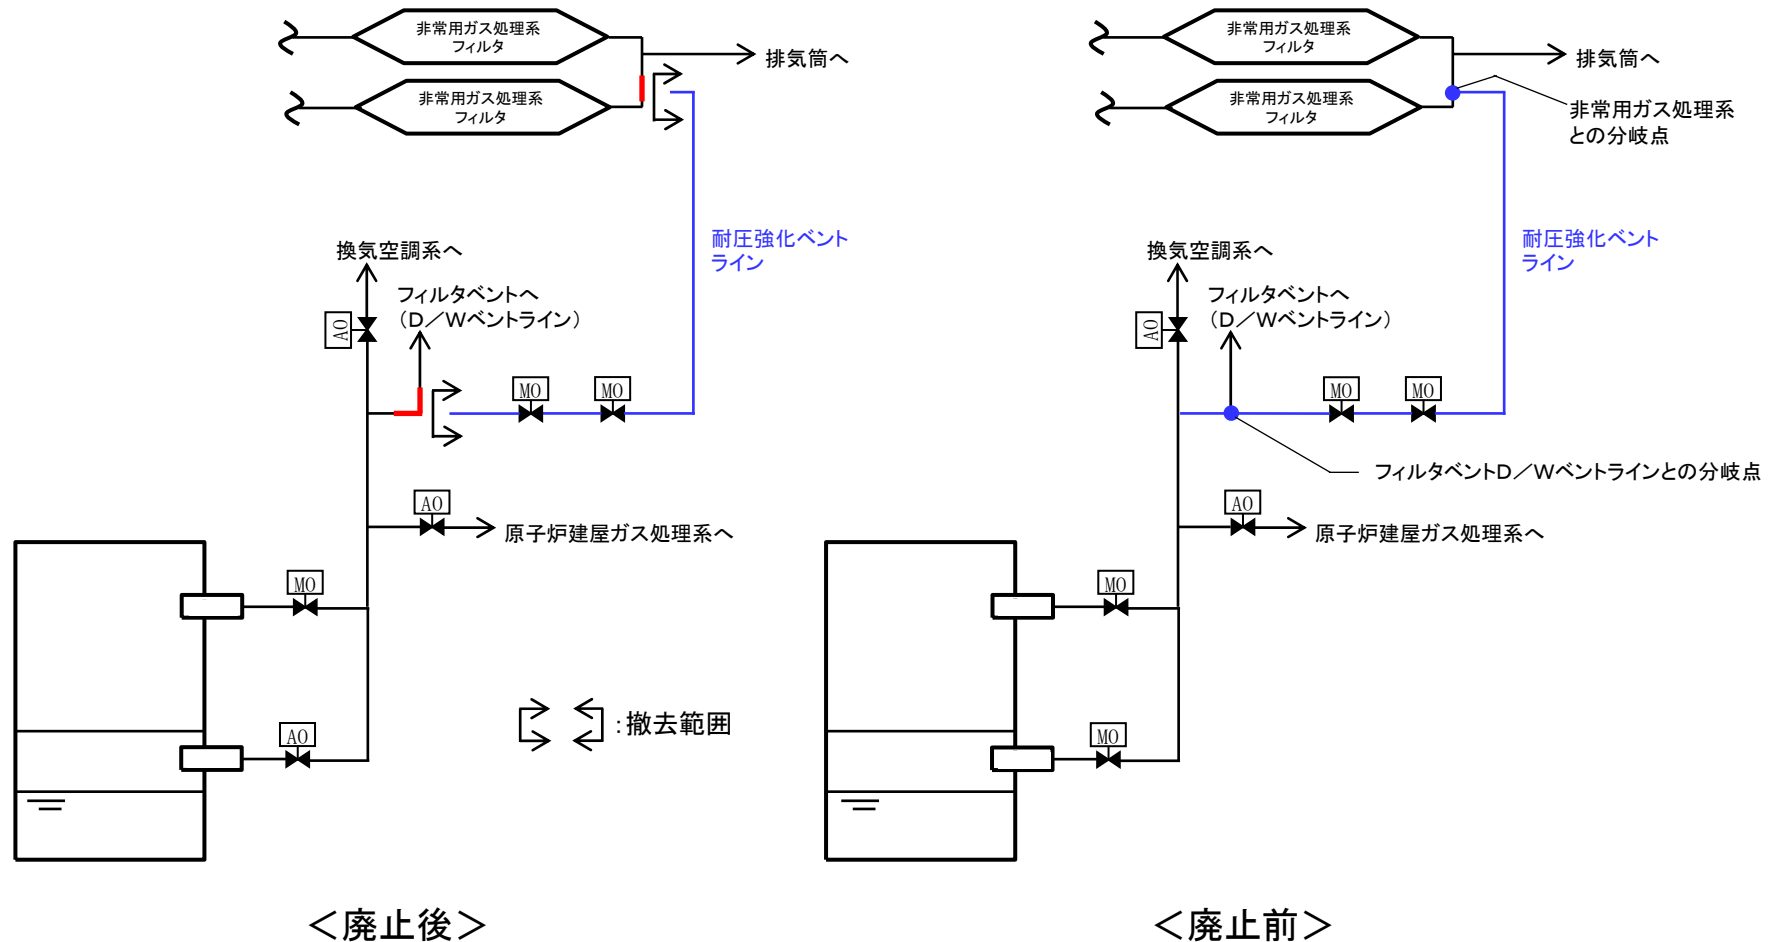 非常用ガス処理系
フィルタ
排気筒へ
非常用ガス処理系
フィルタ
耐圧強化ベント
ライン
換気空調系へ
フィルタベントへ
（D／Wベントライン）
AO
MO
MO
AO
原子炉建屋ガス処理系へ
MO
AO
：撤去範囲
＜廃止後＞
非常用ガス処理系
フィルタ
排気筒へ
非常用ガス処理系
フィルタ
非常用ガス処理系
との分岐点
耐圧強化ベント
ライン
換気空調系へ
フィルタベントへ
（D／Wベントライン）
AO
MO
MO
フィルタベントD／Wベントラインとの分岐点
AO
原子炉建屋ガス処理系へ
MO
MO
＜廃止前＞